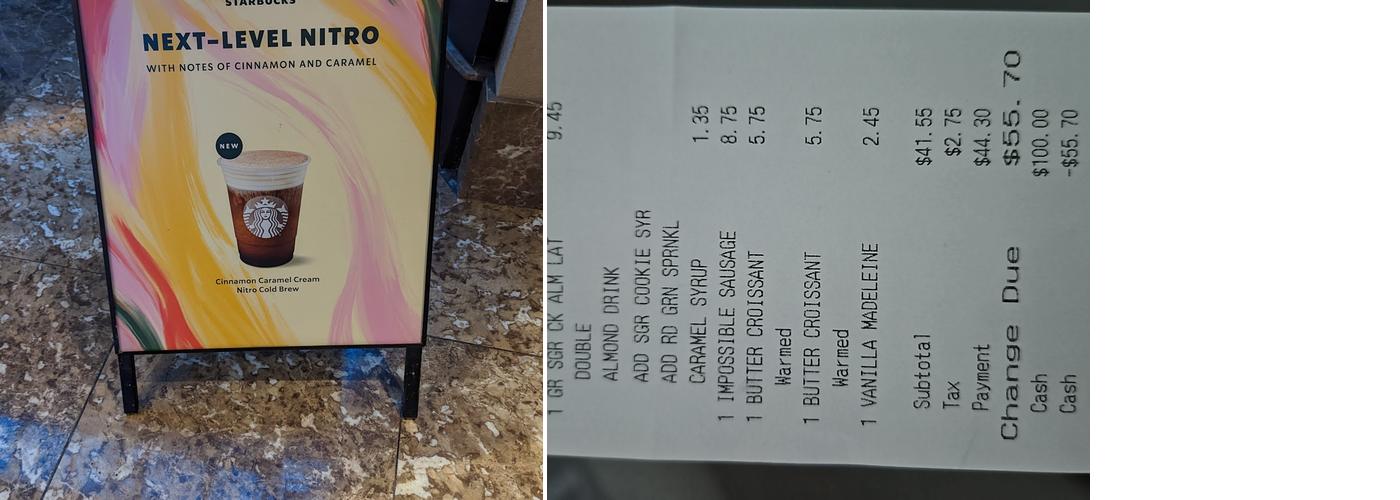 STARBUCKS
NEXT-LEVEL NITRO
WITH NOTES OF CINNAMON AND CARAMEL
NEW
Cinnamon Caramel Cream
Nitro Cold Brew
1 GR SGR CK ALM LAT 9.45
DOUBLE
ALMOND DRINK
ADD SGR COOKIE SYR
ADD RD GRN SPRNKL
CARAMEL SYRUP 1.35
1 IMPOSSIBLE SAUSAGE 8.75
1 BUTTER CROISSANT 5.75
Warmed
1 BUTTER CROISSANT 5.75
Warmed
1 VANILLA MADELEINE 2.45
Subtotal $41.55
Tax $2.75
Payment $44.30
Change Due $55.70
Cash $100.00
Cash -$55.70